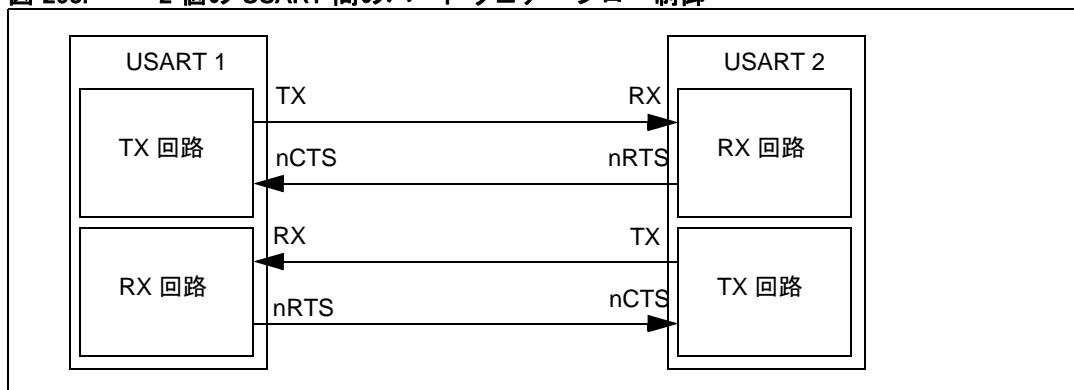 USART 1
USART 2
TX
RX
TX 回路
RX 回路
nCTS
nRTS
RX
TX
RX 回路
TX 回路
nRTS
nCTS